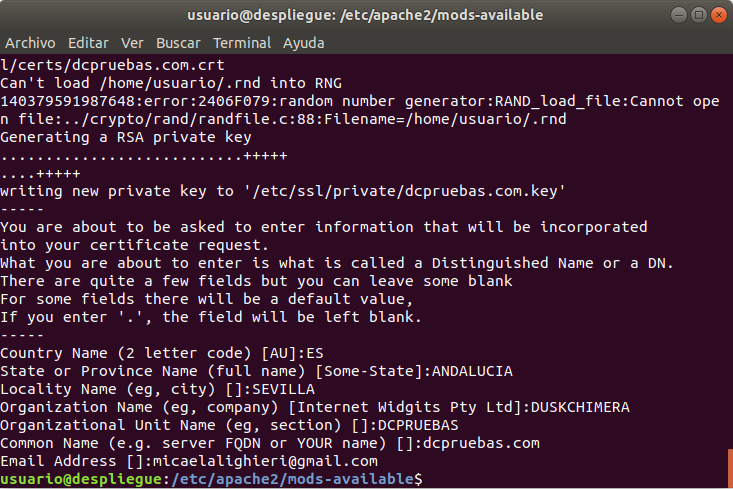 usuario@despliegue: /etc/apache2/mods-available
Archivo Editar Ver Buscar Terminal Ayuda
l/certs/dcpruebas.com.crt
Can't load /home/usuario/.rnd into RNG
140379591987648:error:2406F079:random number generator:RAND_load_file:Cannot ope
n file:../crypto/rand/randfile.c:88:Filename=/home/usuario/.rnd
Generating a RSA private key
...........................+++++
....+++++
writing new private key to '/etc/ssl/private/dcpruebas.com.key'
-----
You are about to be asked to enter information that will be incorporated
into your certificate request.
What you are about to enter is what is called a Distinguished Name or a DN.
There are quite a few fields but you can leave some blank
For some fields there will be a default value,
If you enter '.', the field will be left blank.
-----
Country Name (2 letter code) [AU]:ES
State or Province Name (full name) [Some-State]:ANDALUCIA
Locality Name (eg, city) []:SEVILLA
Organization Name (eg, company) [Internet Widgits Pty Ltd]:DUSKCHIMERA
Organizational Unit Name (eg, section) []:DCPRUEBAS
Common Name (e.g. server FQDN or YOUR name) []:dcpruebas.com
Email Address []:micaelalighieri@gmail.com
usuario@despliegue:/etc/apache2/mods-available$